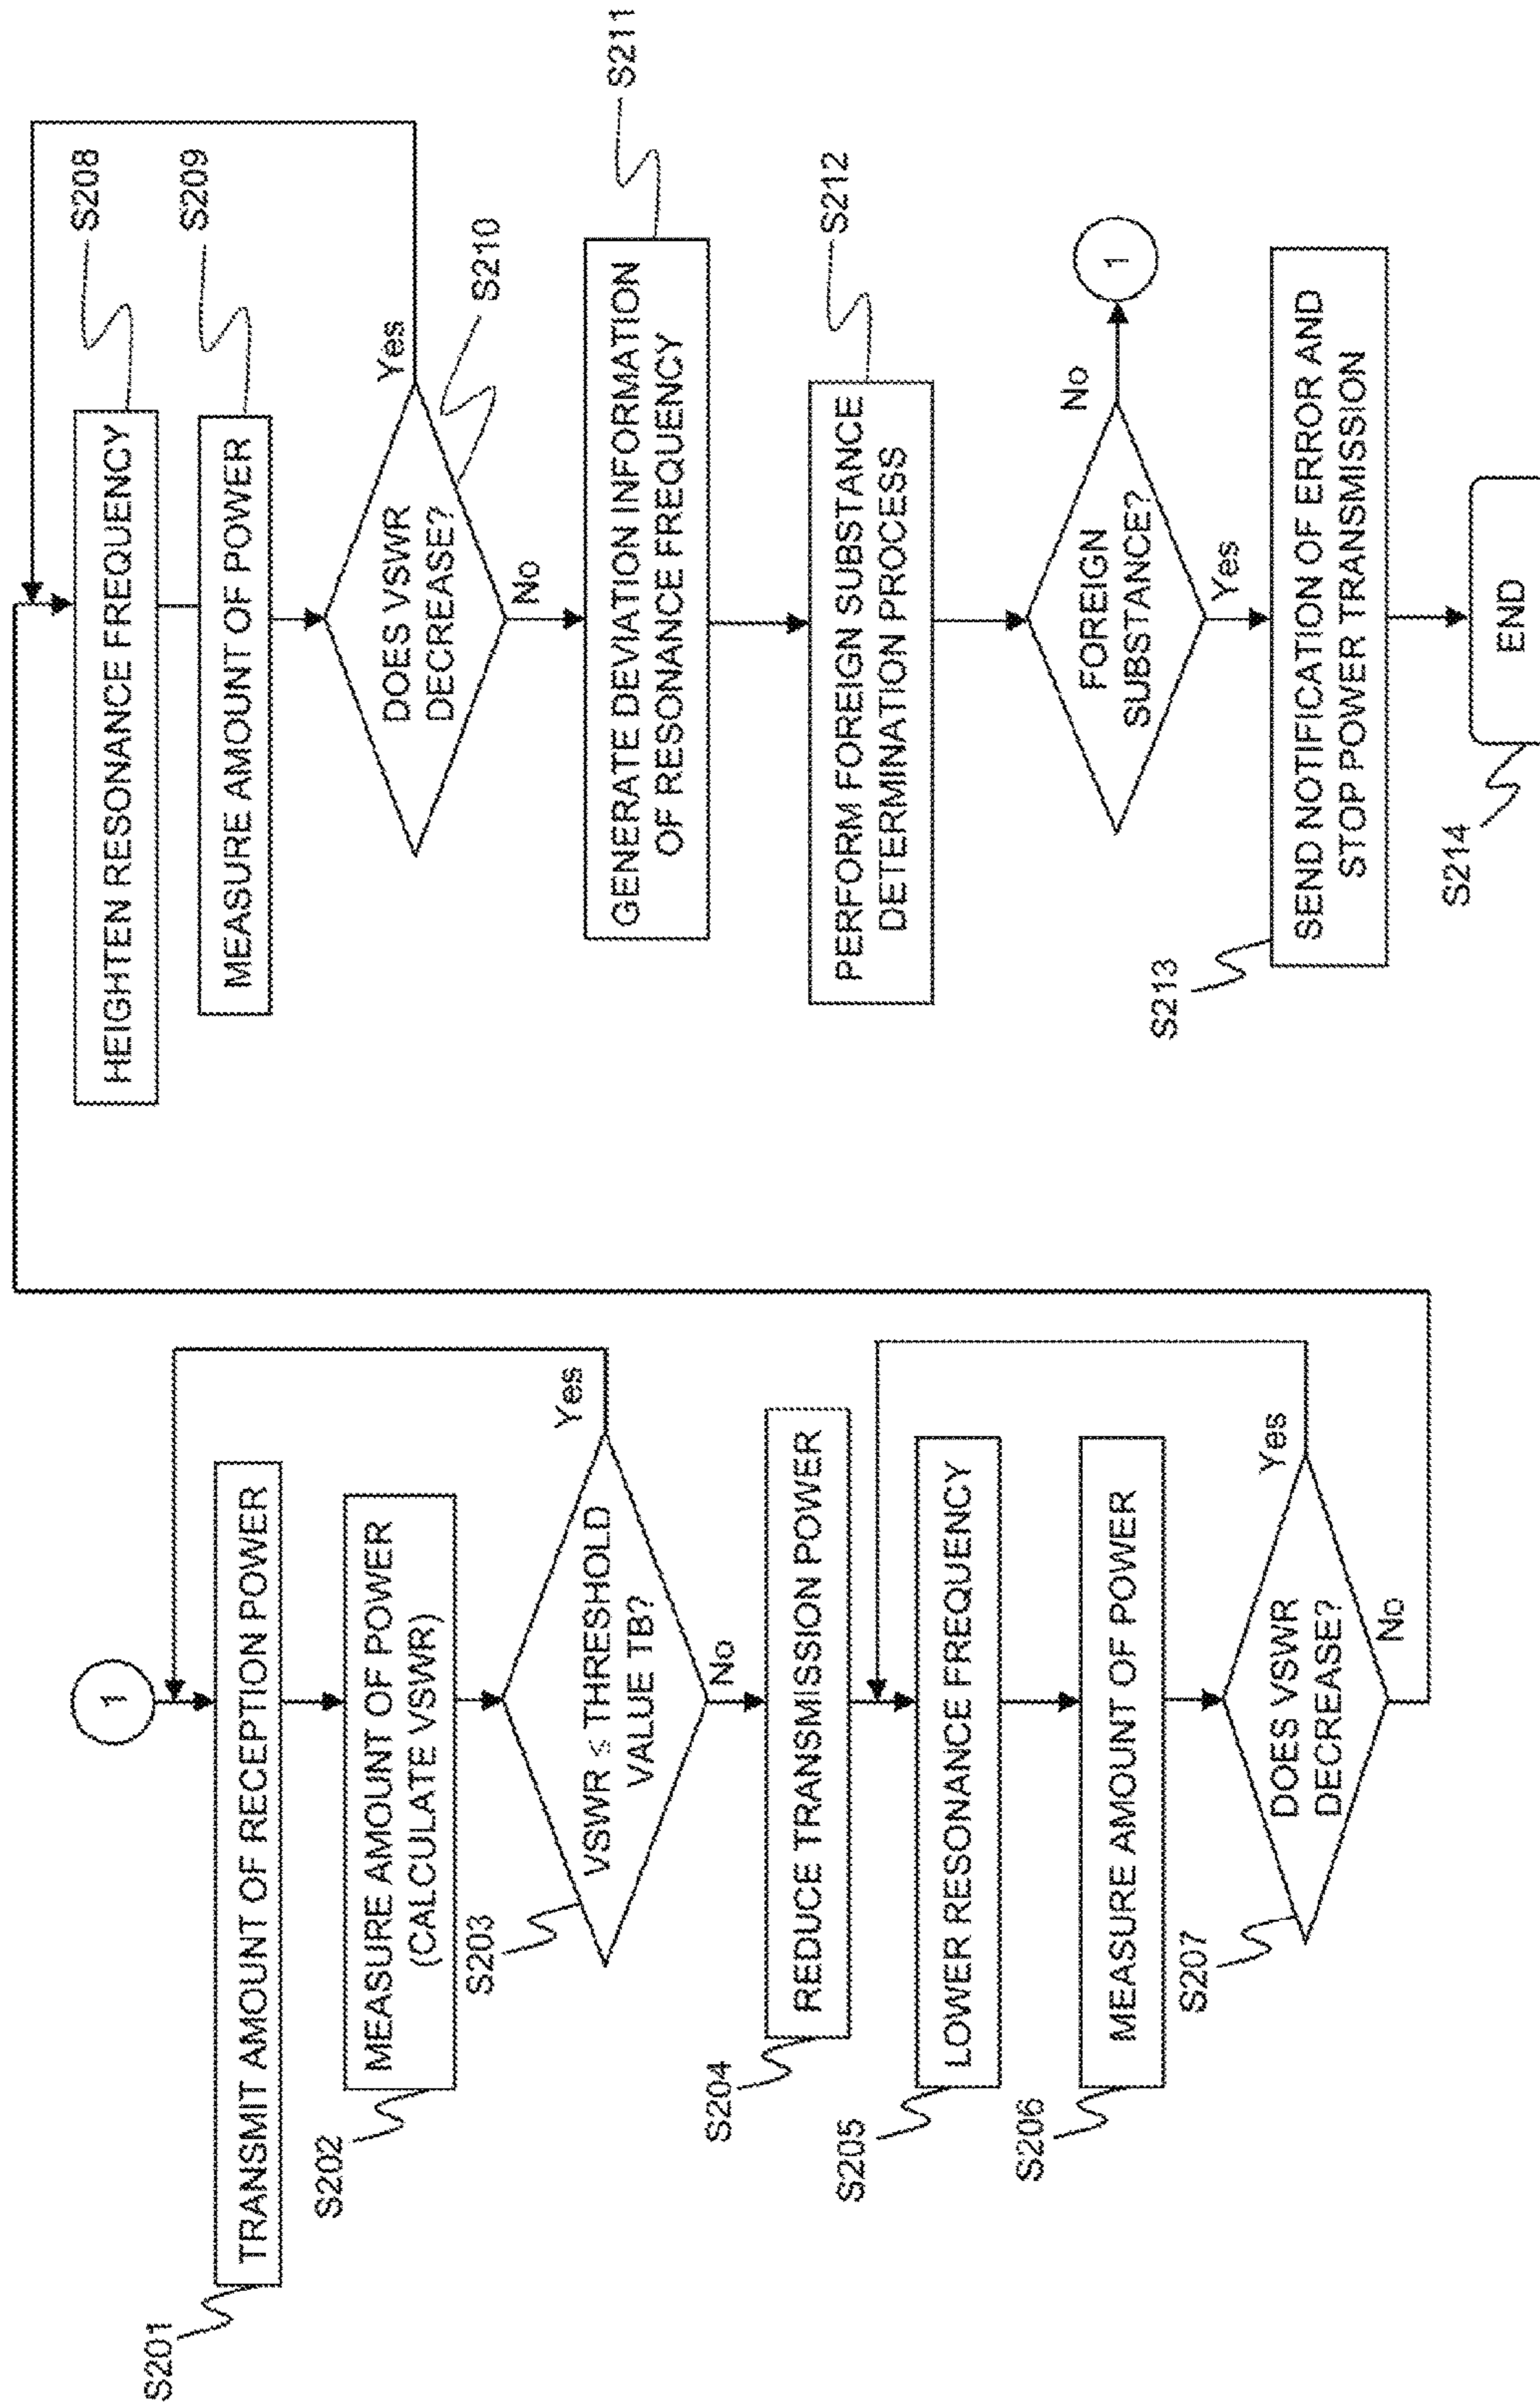 1
S201
TRANSMIT AMOUNT OF RECEPTION POWER
S202
MEASURE AMOUNT OF POWER
(CALCULATE VSWR)
S203
VSWR ≤ THRESHOLD
VALUE TB?
Yes
No
S204
REDUCE TRANSMISSION POWER
S205
LOWER RESONANCE FREQUENCY
S206
MEASURE AMOUNT OF POWER
S207
DOES VSWR
DECREASE?
Yes
No
HEIGHTEN RESONANCE FREQUENCY
S208
MEASURE AMOUNT OF POWER
S209
DOES VSWR
DECREASE?
Yes
S210
No
GENERATE DEVIATION INFORMATION
OF RESONANCE FREQUENCY
S211
PERFORM FOREIGN SUBSTANCE
DETERMINATION PROCESS
S212
FOREIGN
SUBSTANCE?
No
1
Yes
S213
SEND NOTIFICATION OF ERROR AND
STOP POWER TRANSMISSION
S214
END